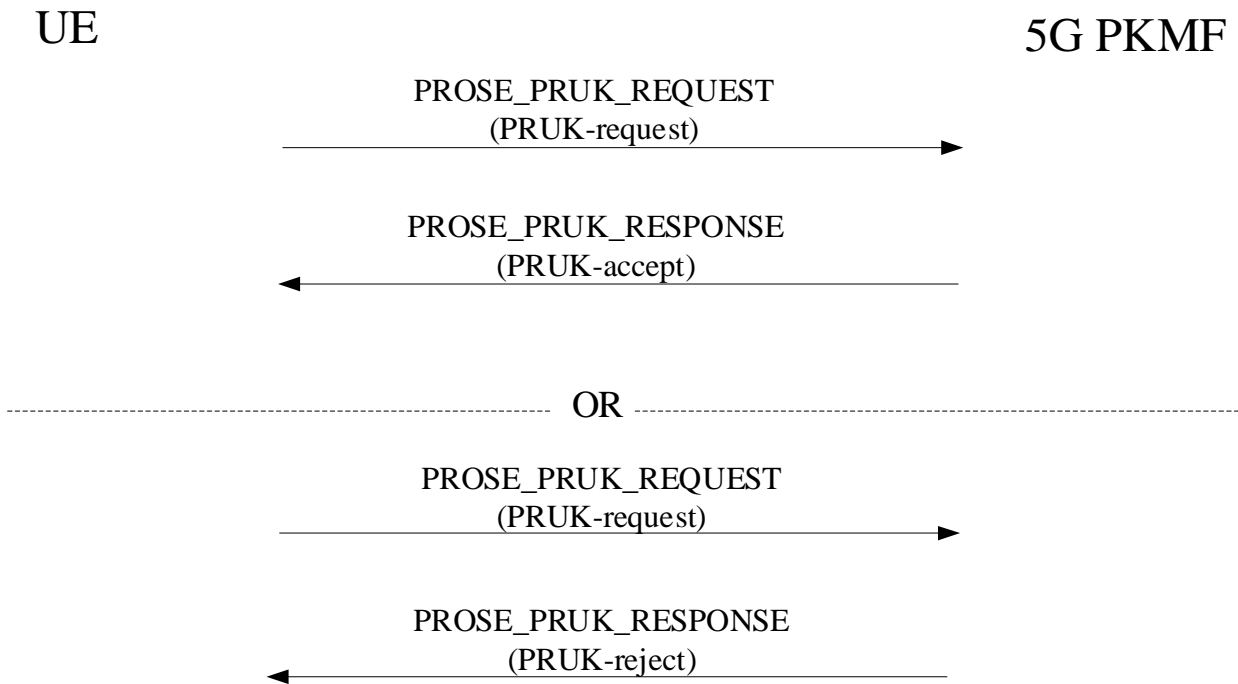 UE
5G PKMF
PROSE_PRUK_REQUEST
(PRUK-request)
PROSE_PRUK_RESPONSE
(PRUK-accept)
OR
PROSE_PRUK_REQUEST
(PRUK-request)
PROSE_PRUK_RESPONSE
(PRUK-reject)